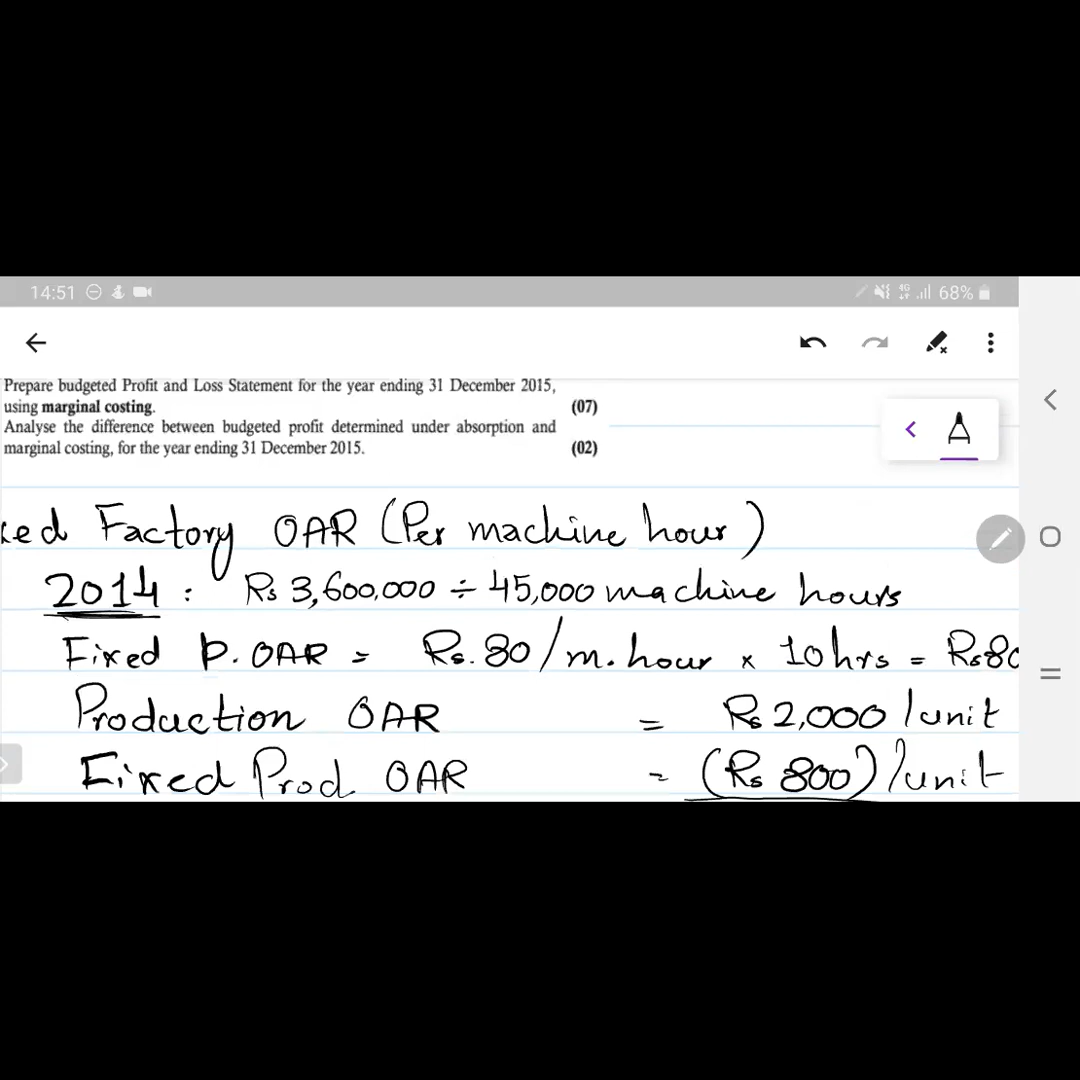 14:51 4G 68%
Prepare budgeted Profit and Loss Statement for the year ending 31 December 2015,
using marginal costing. (07)
Analyse the difference between budgeted profit determined under absorption and
marginal costing, for the year ending 31 December 2015. (02)
Factory OAR (Per machine hour)
2014 : Rs 3,600,000 ÷ 45,000 machine hours
Fixed P. OAR = Rs. 80/m. hour x 10 hrs =
Production OAR = Rs 2,000 /unit
Fixed Prod OAR = (Rs 800) /unit